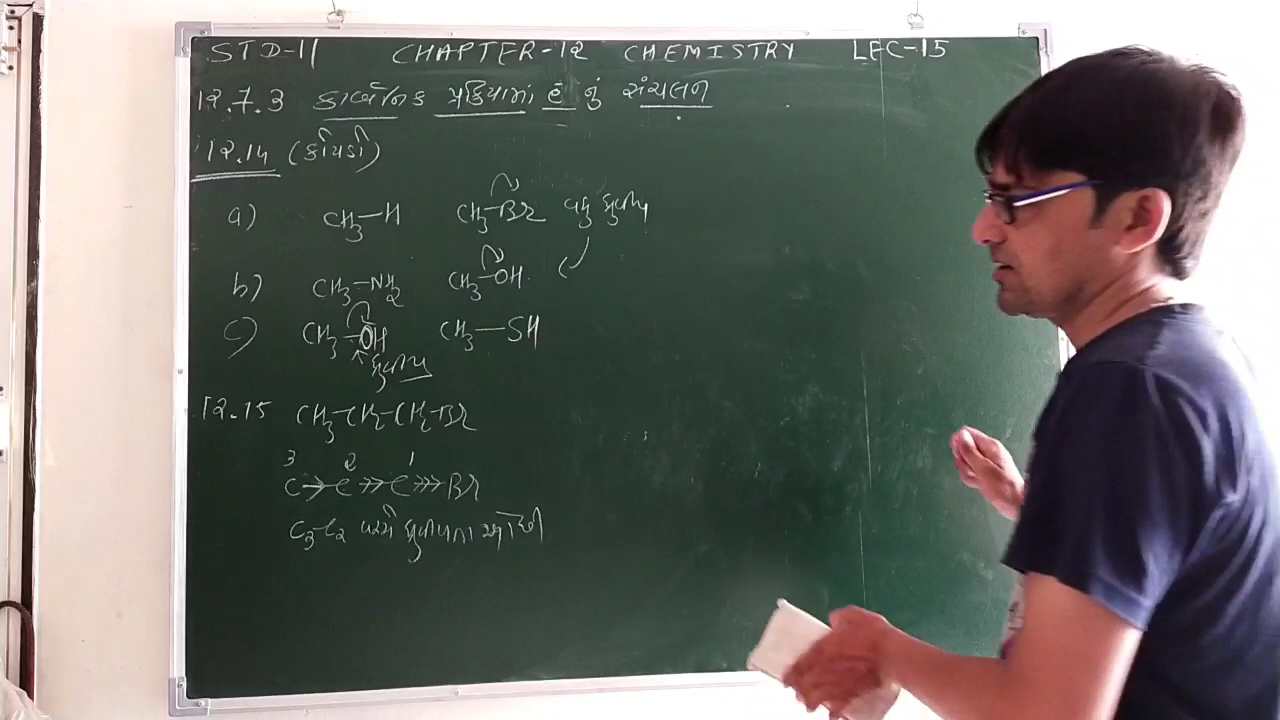 STD-11 CHAPTER-12 CHEMISTRY LEC-15
12.7.3 કાર્બનિક પ્રક્રિયામાં ē નું સંચલન
12.14 (કોયડો)
a) CH₃-H CH₃-Br વધુ ધ્રુવીય
b) CH₃-NH₂ CH₃-OH
c) CH₃-OH CH₃-SH
ધ્રુવીય
12.15 CH₃-CH₂-CH₂-Br
3 2 1
C→C→→C→→→Br
C₃-C₂ વચ્ચે ધ્રુવીયતા ઓછી